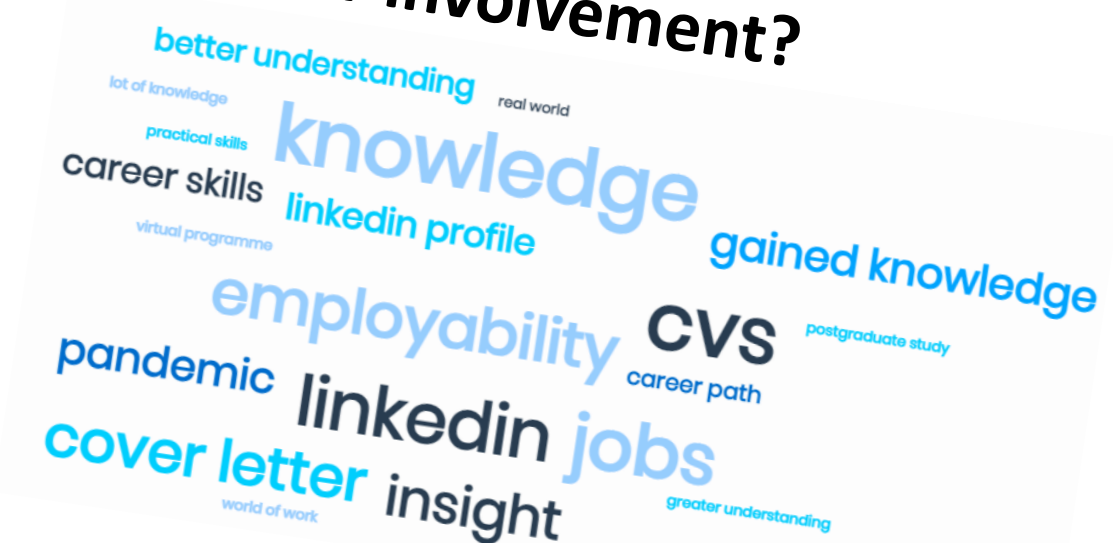 involvement?
better understanding
lot of knowledge
real world
practical skills
knowledge
career skills
linkedin profile
gained knowledge
virtual programme
employability
cvs
postgraduate study
pandemic
career path
linkedin
jobs
cover letter
insight
greater understanding
world of work